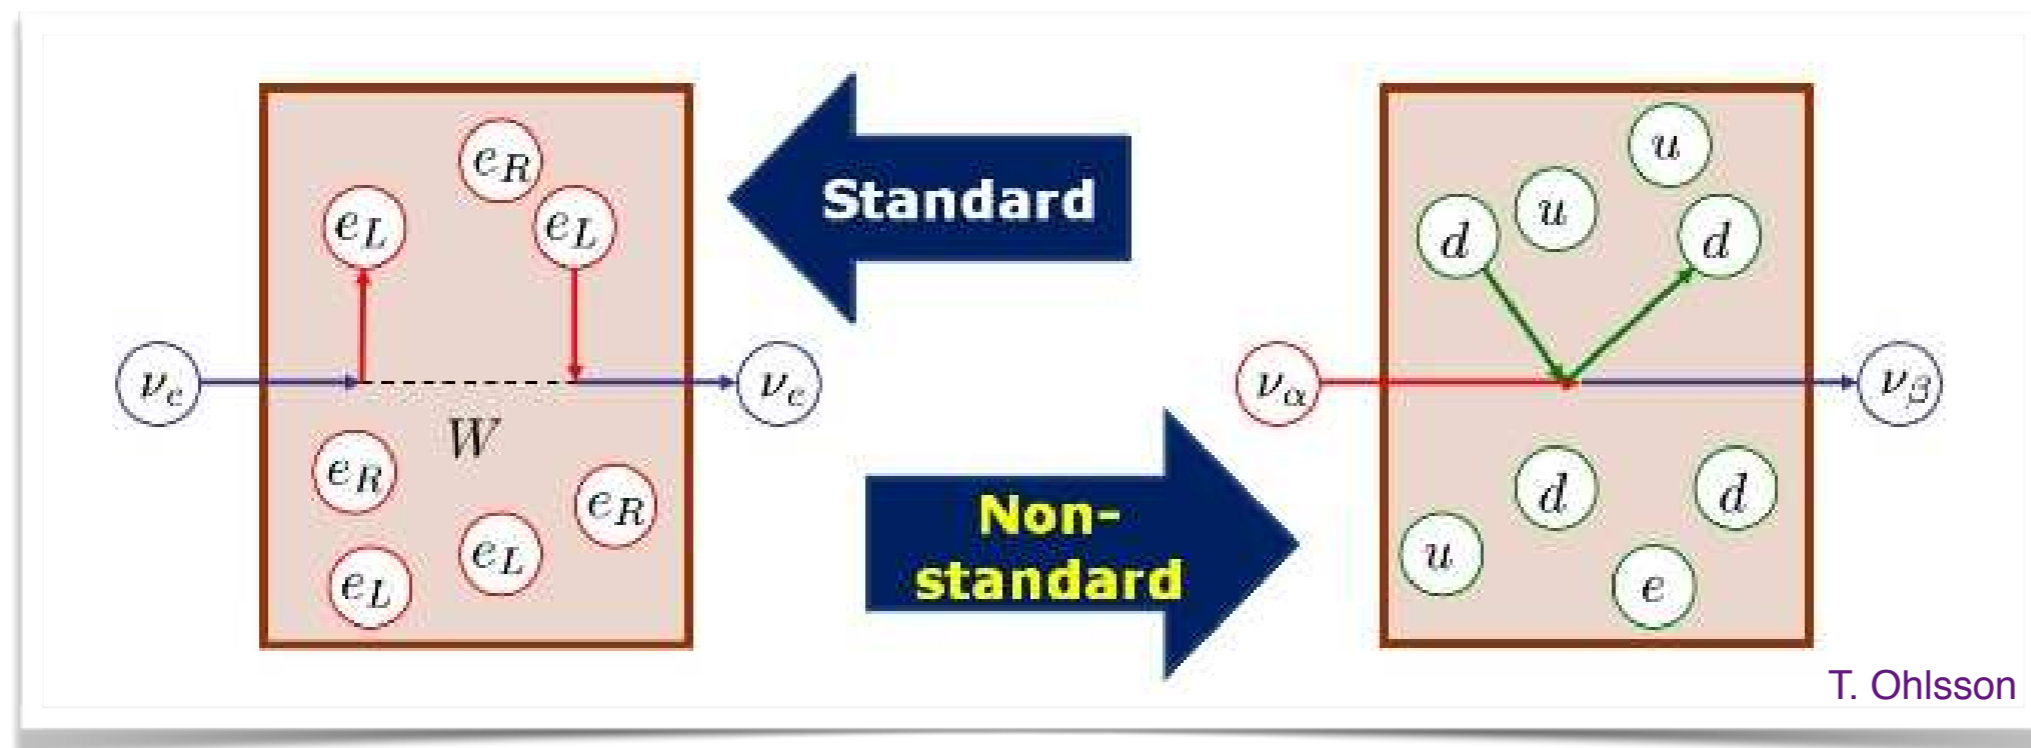 e_R
e_L
e_L
Standard
ν_e
W
ν_e
e_R
e_R
e_L
e_L
u
u
d
d
ν_α
ν_β
Non-
standard
d
d
u
e
T. Ohlsson